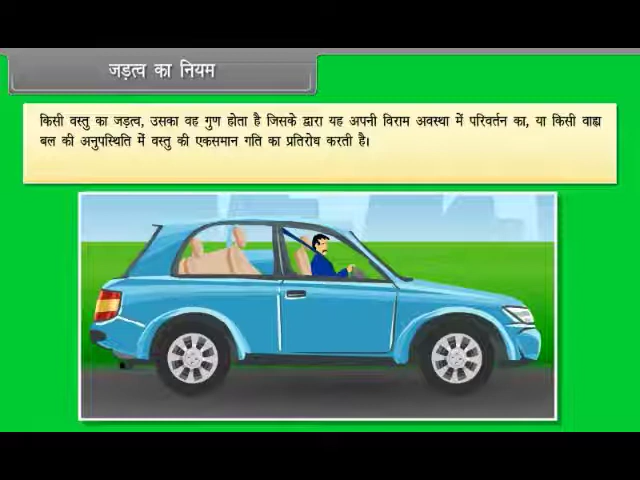 जड़त्व का नियम
किसी वस्तु का जड़त्व, उसका वह गुण होता है जिसके द्वारा यह अपनी विराम अवस्था में परिवर्तन का, या किसी वाह्य
बल की अनुपस्थिति में वस्तु की एकसमान गति का प्रतिरोध करती है।